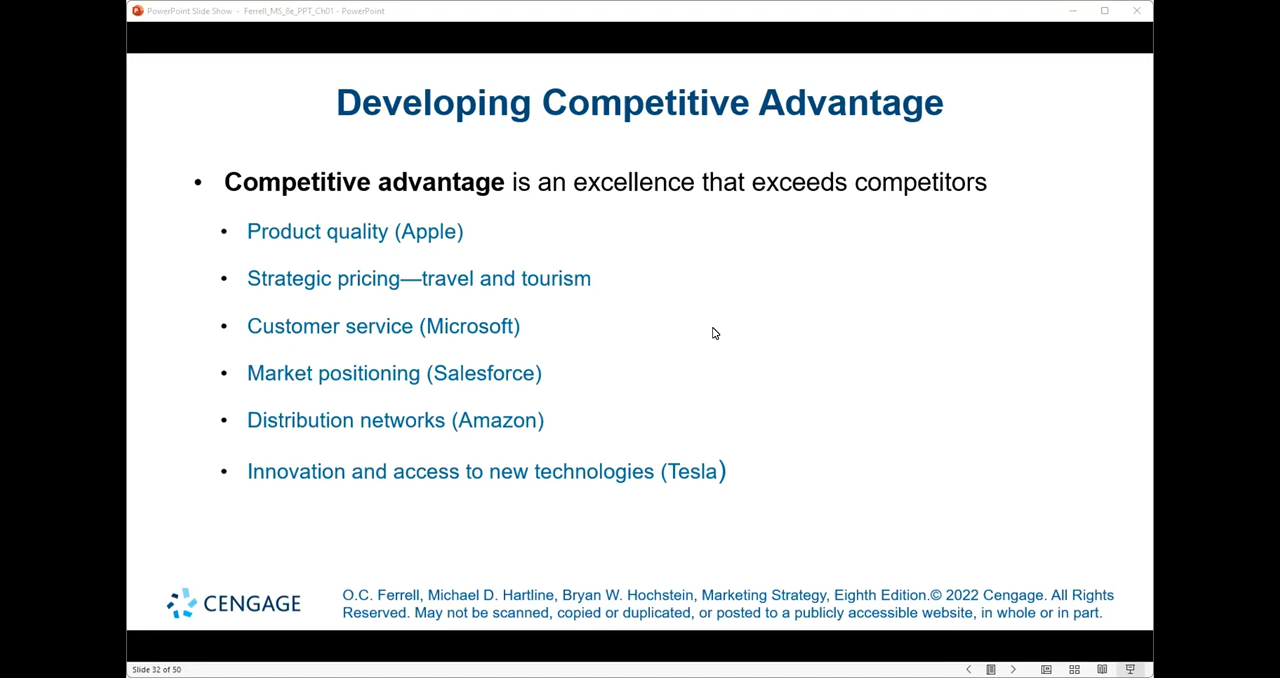 PowerPoint Slide Show - Ferrell_MS_8e_PPT_Ch01 - PowerPoint
Developing Competitive Advantage
• Competitive advantage is an excellence that exceeds competitors
• Product quality (Apple)
• Strategic pricing—travel and tourism
• Customer service (Microsoft)
• Market positioning (Salesforce)
• Distribution networks (Amazon)
• Innovation and access to new technologies (Tesla)
CENGAGE
O.C. Ferrell, Michael D. Hartline, Bryan W. Hochstein, Marketing Strategy, Eighth Edition.© 2022 Cengage. All Rights
Reserved. May not be scanned, copied or duplicated, or posted to a publicly accessible website, in whole or in part.
Slide 32 of 50